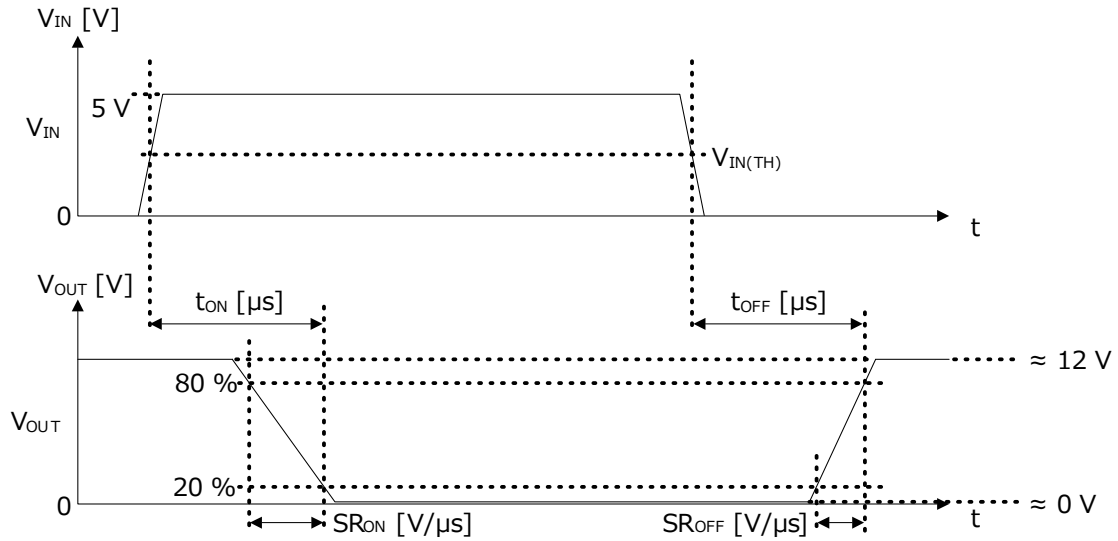 VIN [V]
5 V
VIN
VIN(TH)
0
t
VOUT [V]
tON [µs]
tOFF [µs]
≈ 12 V
80 %
VOUT
20 %
0
≈ 0 V
SRON [V/µs]
SROFF [V/µs]
t